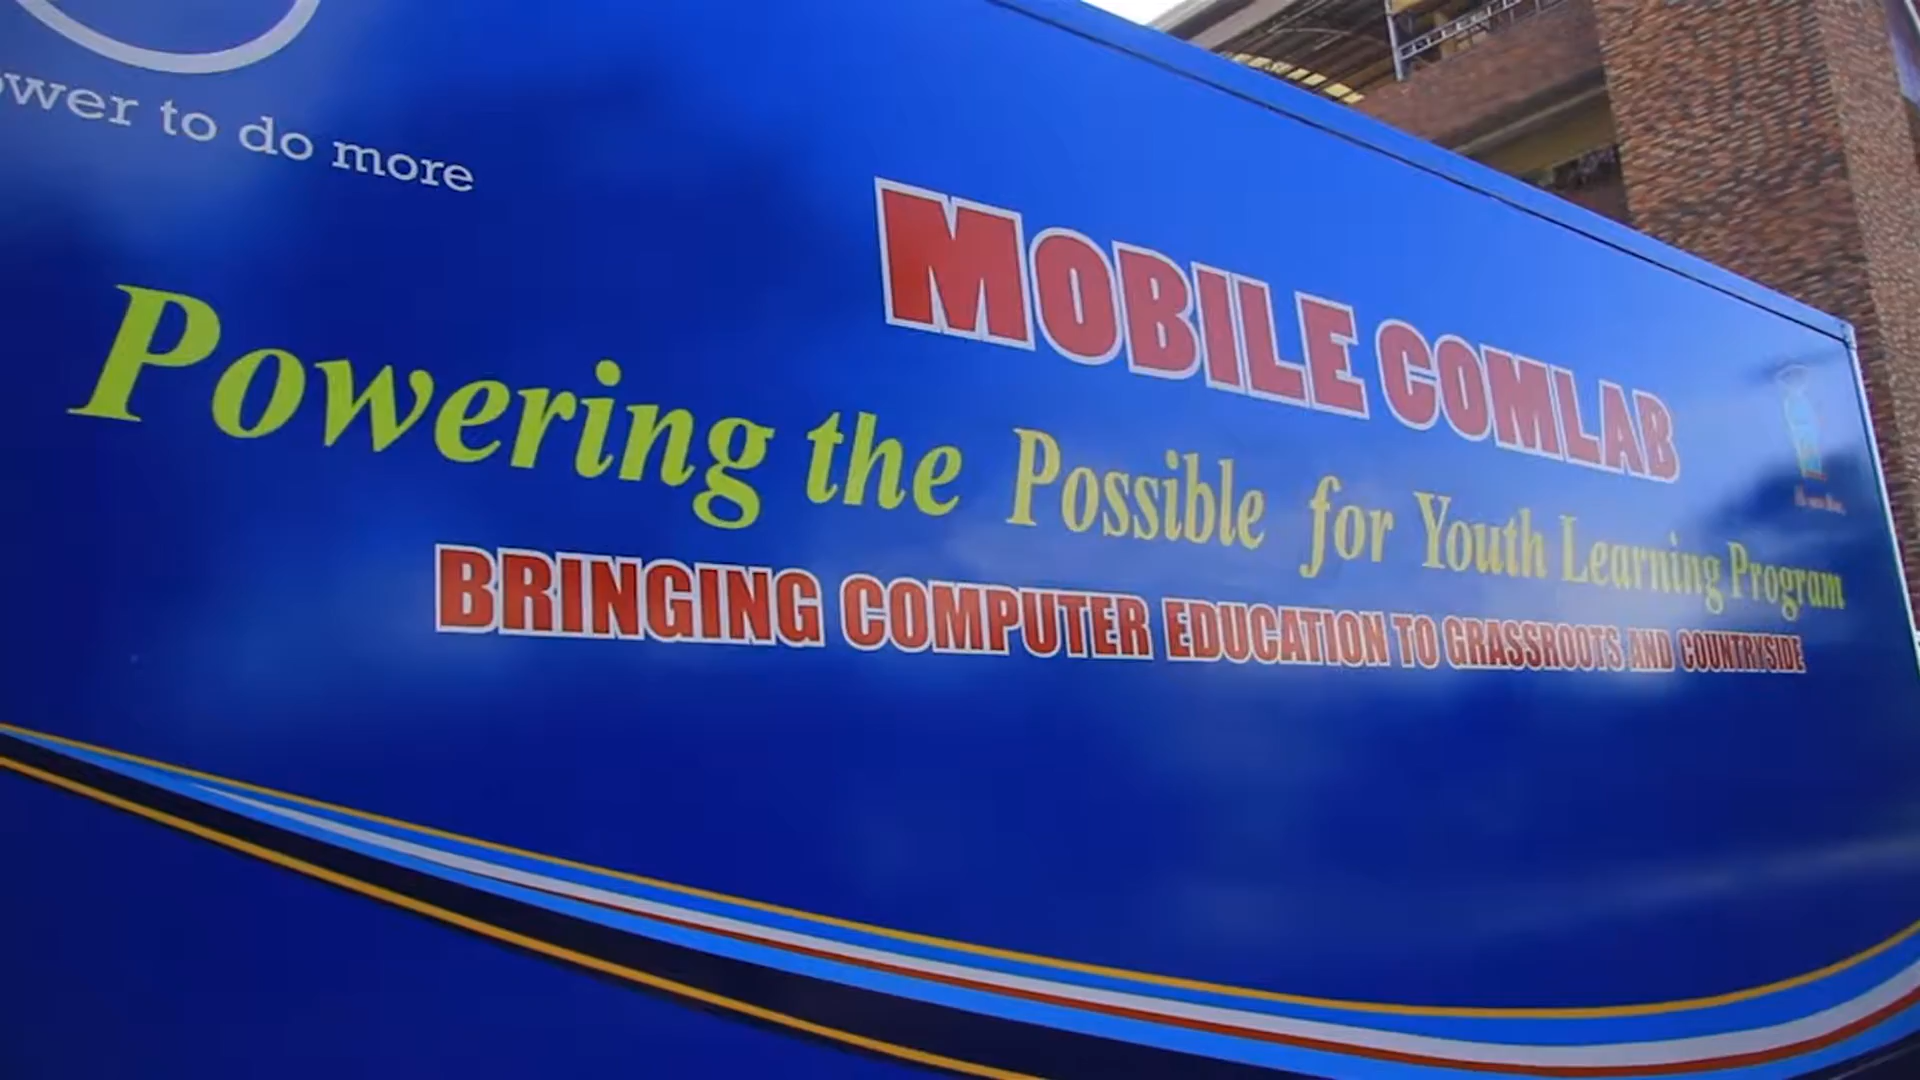 to do more
MOBILE COMLAB
Powering the Possible for Youth Learning Program
BRINGING COMPUTER EDUCATION TO GRASSROOTS AND COUNTRYSIDE